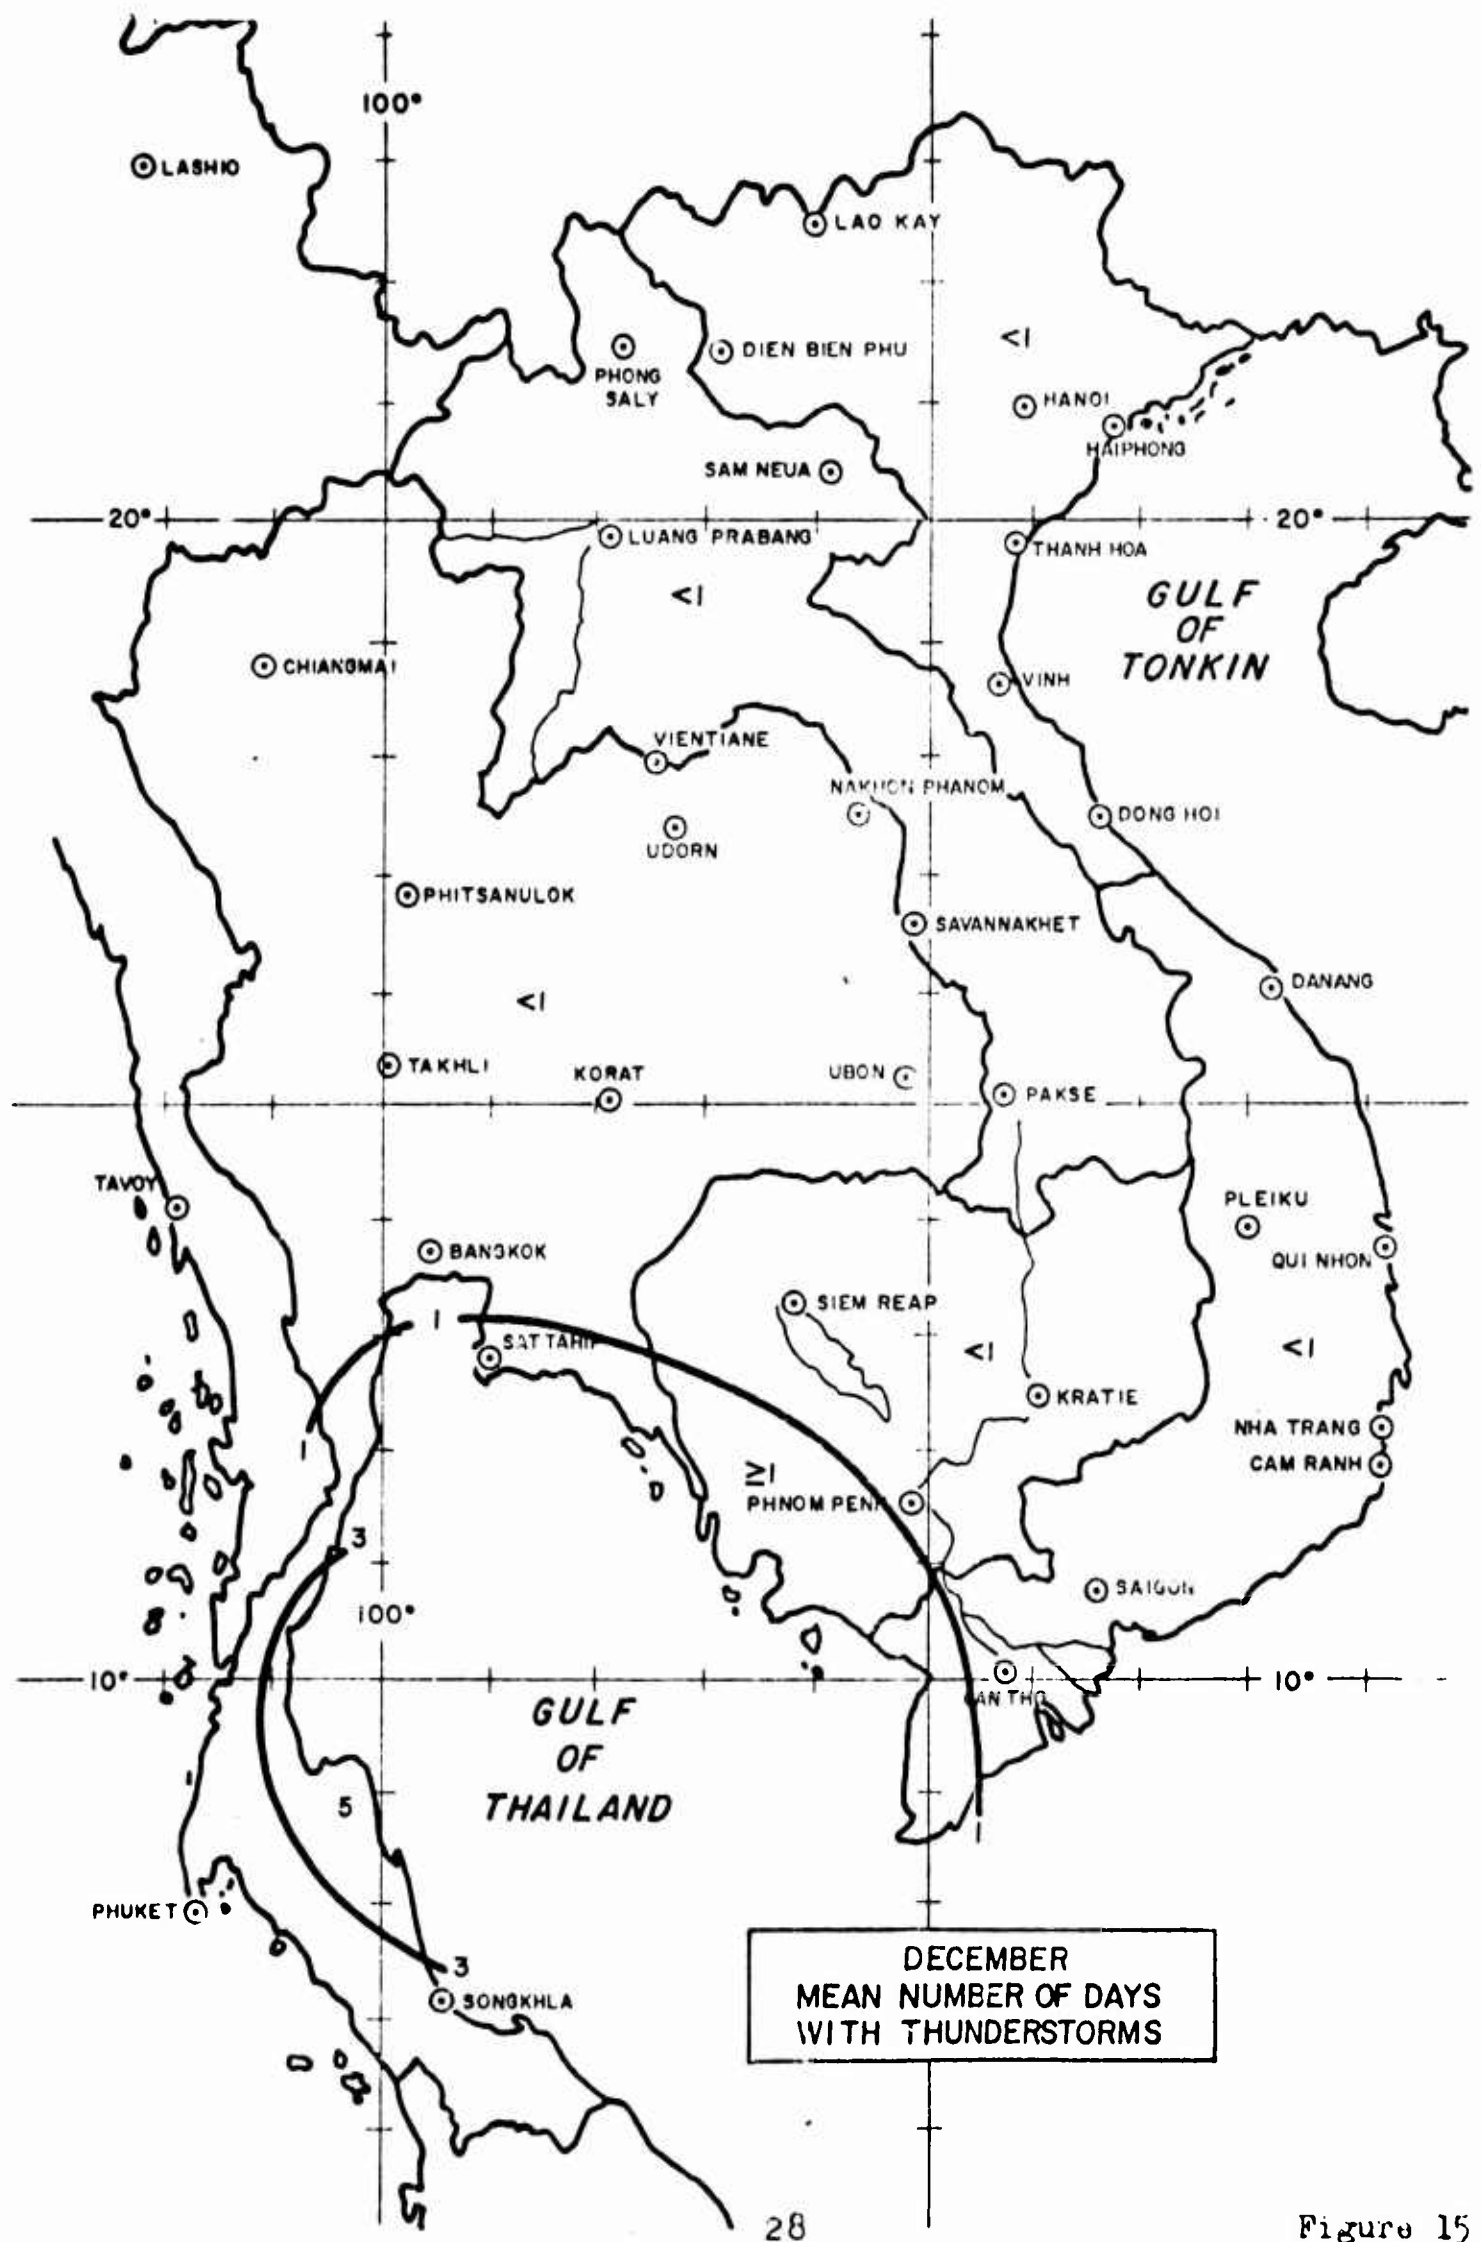 100°
LASHIO
LAO KAY
<1
DIEN BIEN PHU
PHONG
SALY
HANOI
HAIPHONG
SAM NEUA
20°
20°
LUANG PRABANG
THANH HOA
<1
GULF
OF
TONKIN
CHIANGMAI
VINH
VIENTIANE
NAKHON PHANOM
DONG HOI
UDORN
PHITSANULOK
SAVANNAKHET
DANANG
<1
TAKHLI
KORAT
UBON
PAKSE
TAVOY
PLEIKU
BANGKOK
QUI NHON
SIEM REAP
1
SATTAHIP
<1
<1
KRATIE
NHA TRANG
1
CAM RANH
≥1
PHNOM PENH
3
SAIGON
100°
10°
10°
CAN THO
GULF
OF
THAILAND
5
1
PHUKET
3
SONGKHLA
DECEMBER
MEAN NUMBER OF DAYS
WITH THUNDERSTORMS
28
Figure 15